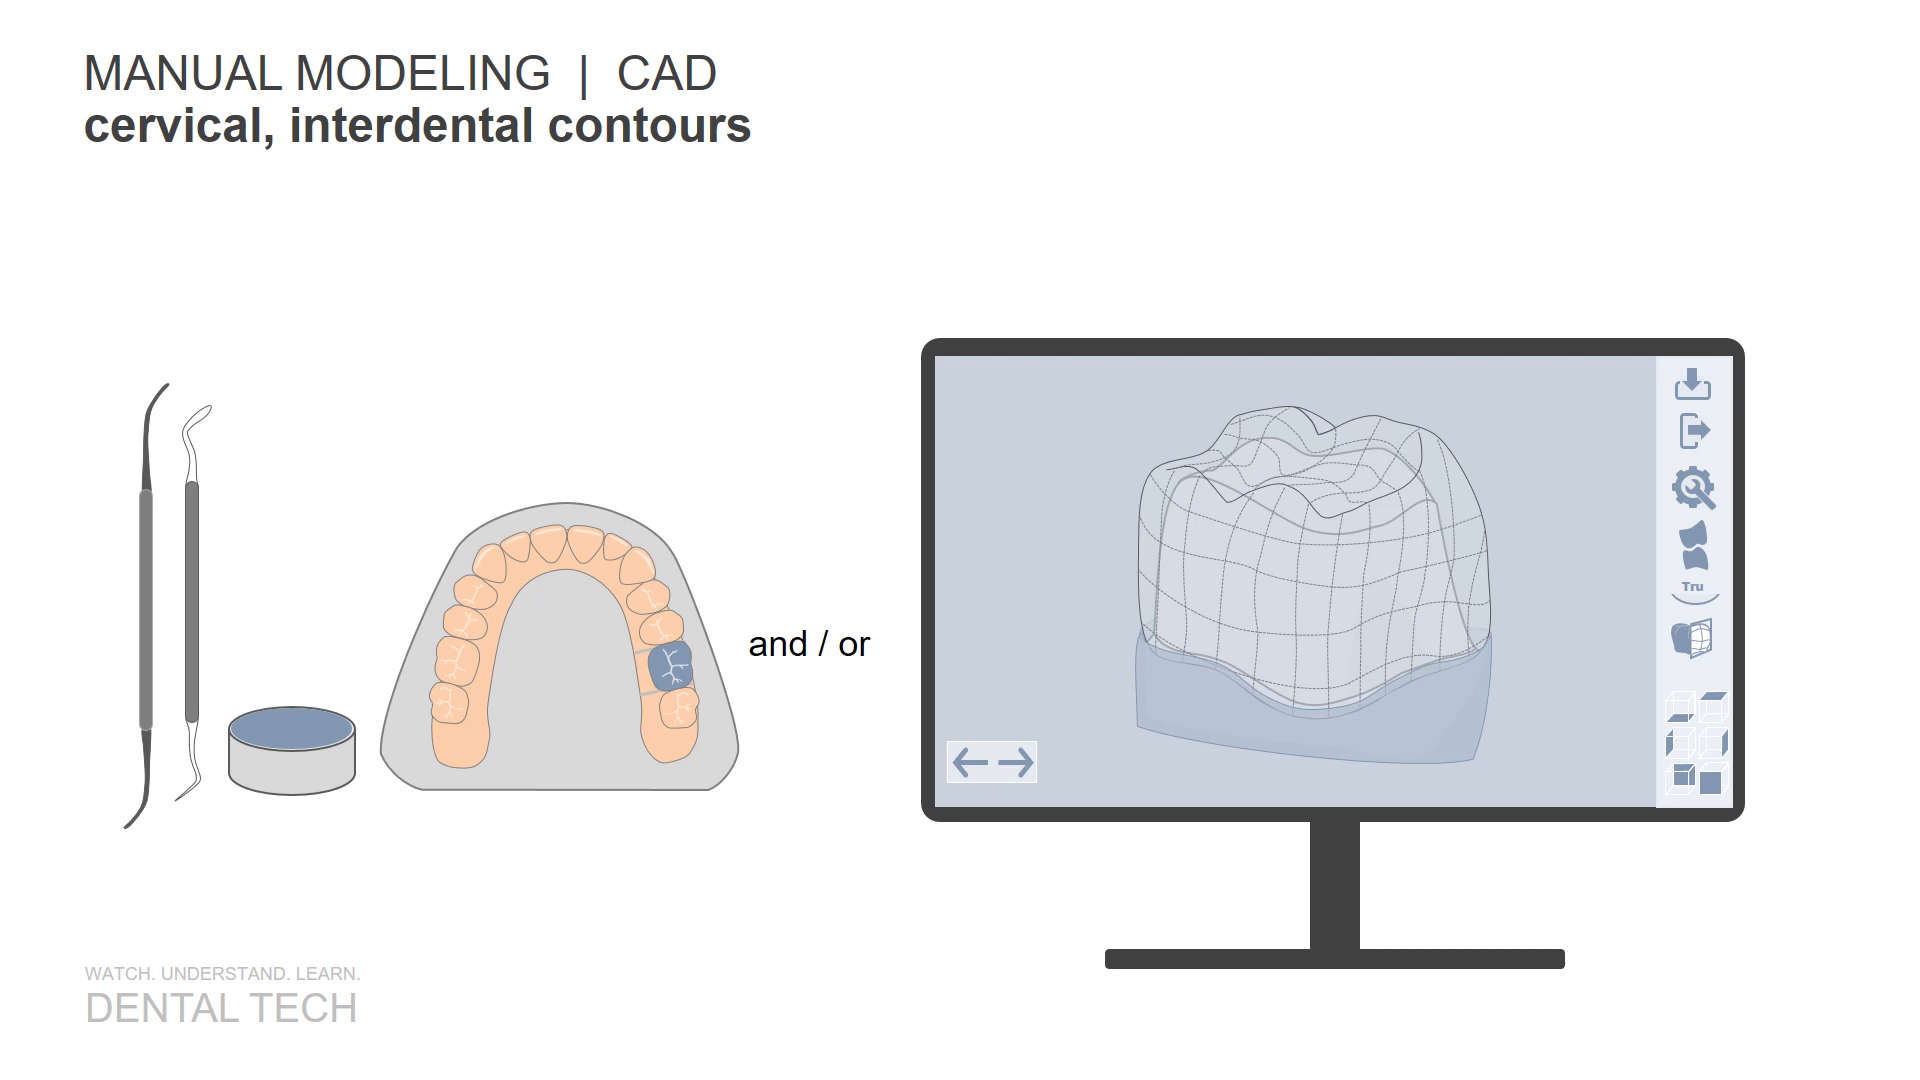 MANUAL MODELING | CAD
cervical, interdental contours
and / or
Tru
WATCH. UNDERSTAND. LEARN.
DENTAL TECH